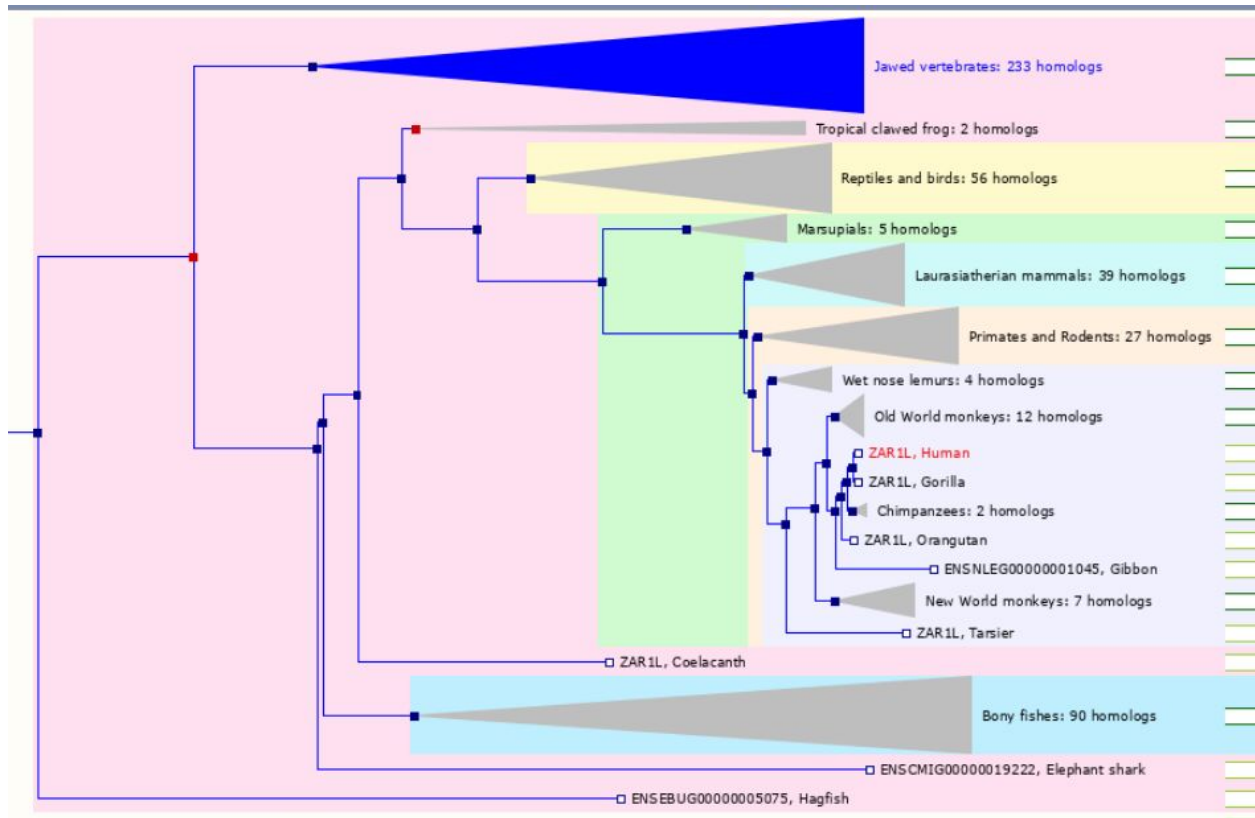 Jawed vertebrates: 233 homologs
Tropical clawed frog: 2 homologs
Reptiles and birds: 56 homologs
Marsupials: 5 homologs
Laurasiatherian mammals: 39 homologs
Primates and Rodents: 27 homologs
Wet nose lemurs: 4 homologs
Old World monkeys: 12 homologs
ZAR1L, Human
ZAR1L, Gorilla
Chimpanzees: 2 homologs
ZAR1L, Orangutan
ENSNLEG00000001045, Gibbon
New World monkeys: 7 homologs
ZAR1L, Tarsier
ZAR1L, Coelacanth
Bony fishes: 90 homologs
ENSCMIG00000019222, Elephant shark
ENSEBUG00000005075, Hagfish